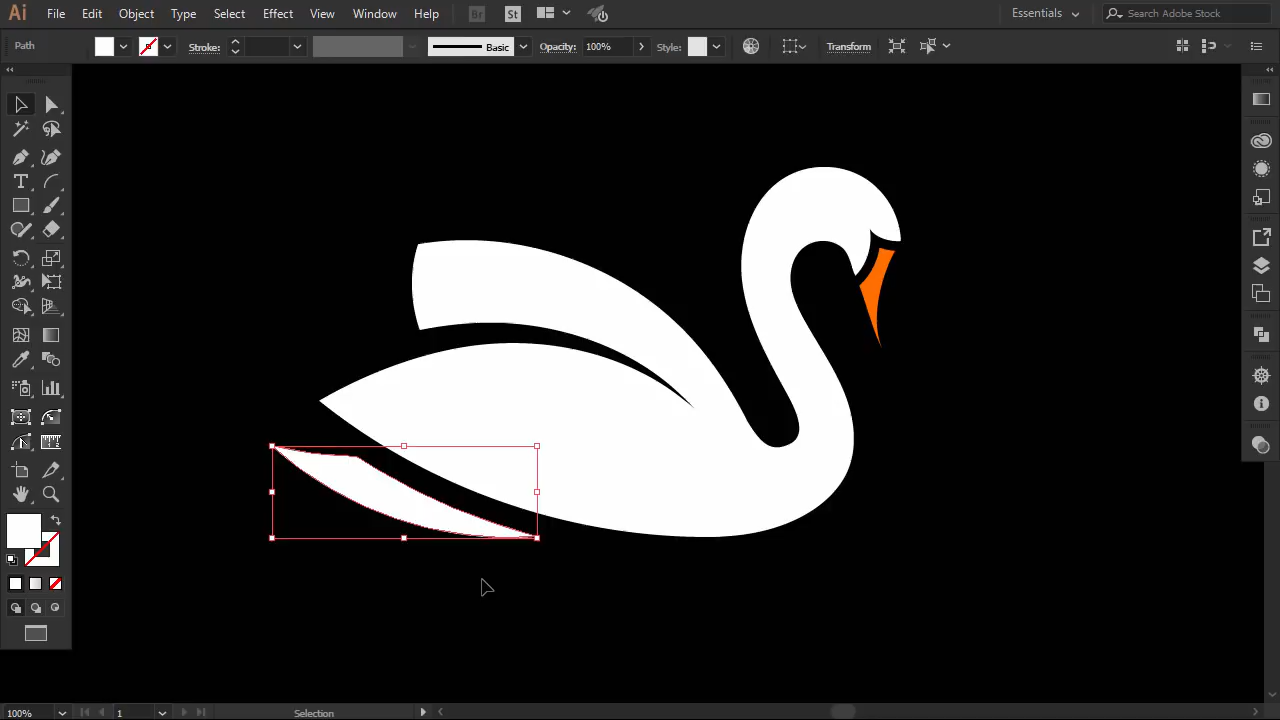 Ai File Edit Object Type Select Effect View Window Help Br St Essentials Search Adobe Stock
Path Stroke: Basic Opacity: 100% Style: Transform
100% 1 Selection